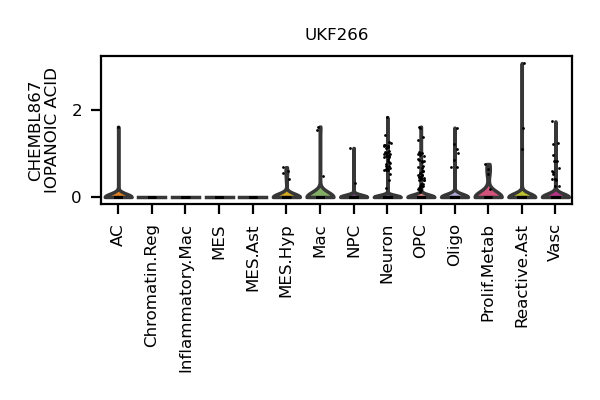 UKF266
CHEMBL867
IOPANOIC ACID
2
0
AC
Chromatin.Reg
Inflammatory.Mac
MES
MES.Ast
MES.Hyp
Mac
NPC
Neuron
OPC
Oligo
Prolif.Metab
Reactive.Ast
Vasc